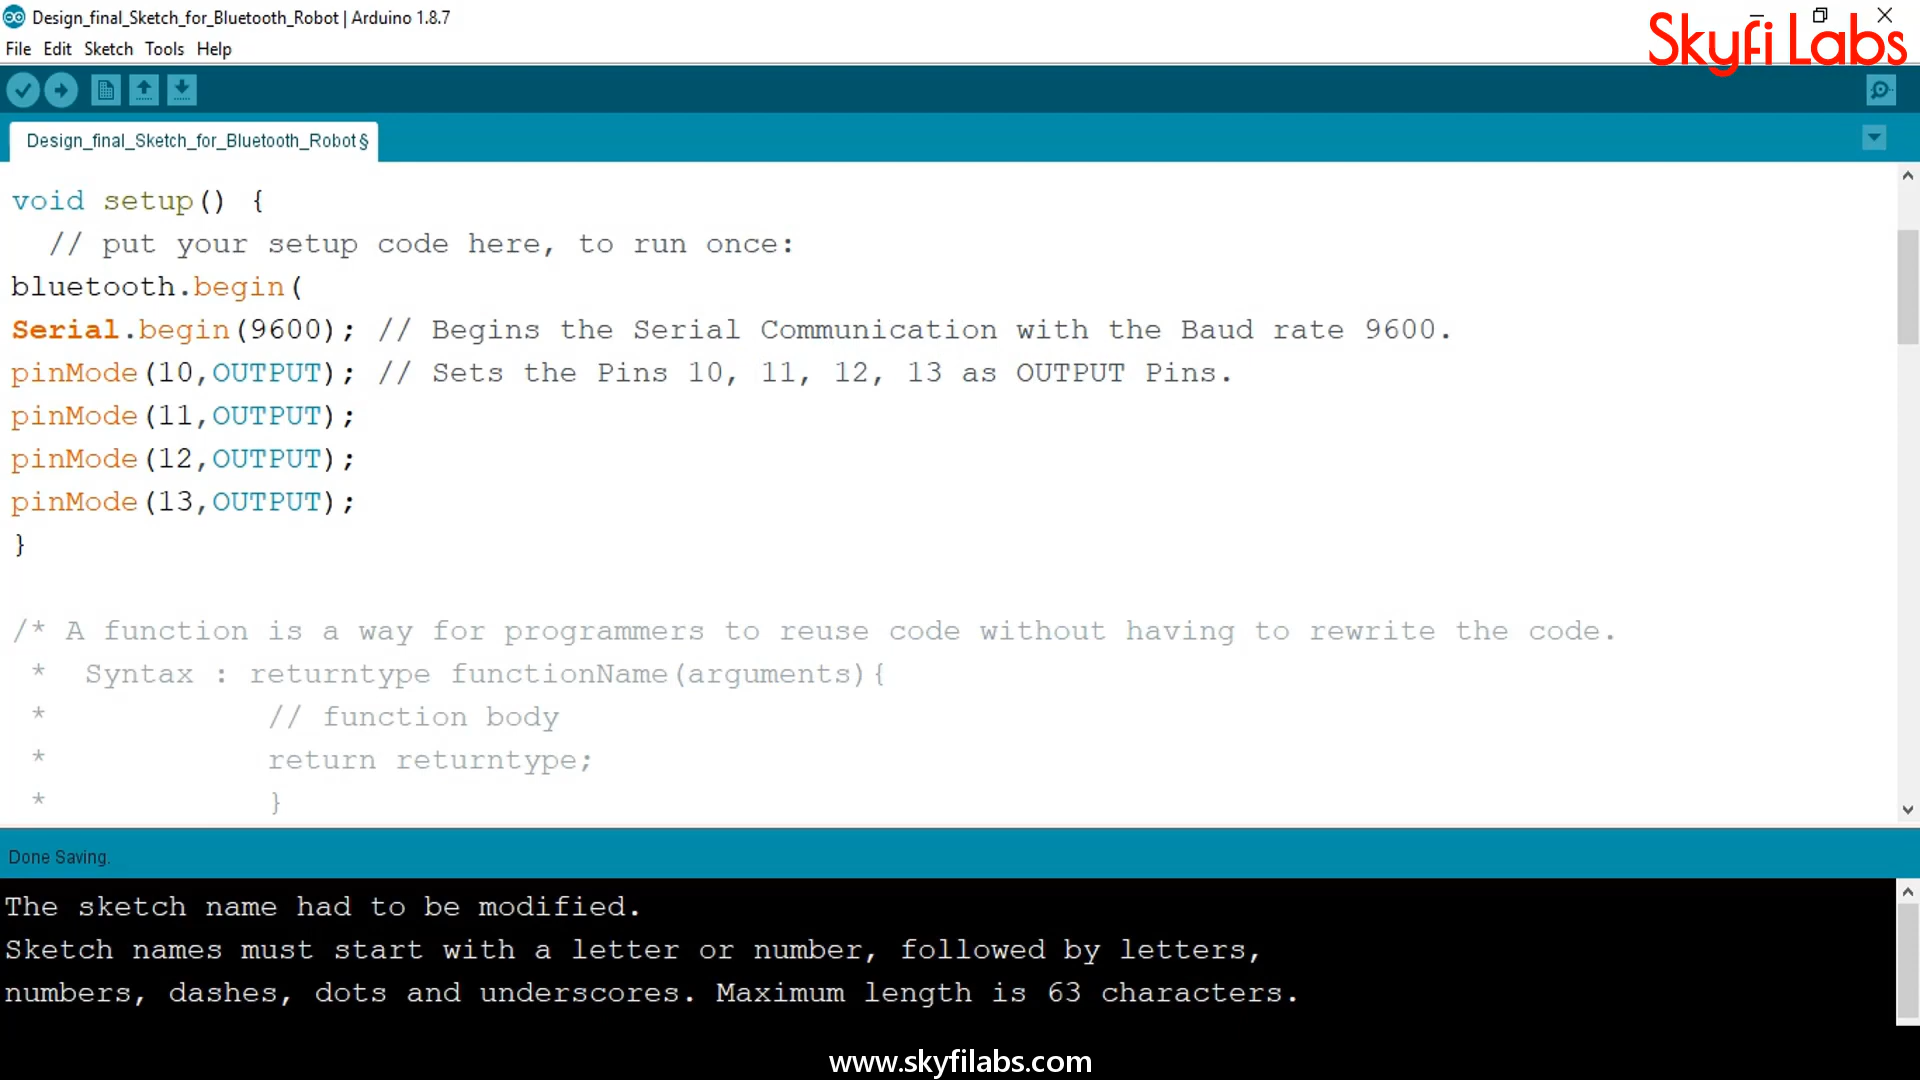 Design_final_Sketch_for_Bluetooth_Robot | Arduino 1.8.7
Skyfi Labs
File Edit Sketch Tools Help
Design_final_Sketch_for_Bluetooth_Robot§
void setup() {
  // put your setup code here, to run once:
bluetooth.begin(
Serial.begin(9600); // Begins the Serial Communication with the Baud rate 9600.
pinMode(10,OUTPUT); // Sets the Pins 10, 11, 12, 13 as OUTPUT Pins.
pinMode(11,OUTPUT);
pinMode(12,OUTPUT);
pinMode(13,OUTPUT);
}
/* A function is a way for programmers to reuse code without having to rewrite the code.
 *  Syntax : returntype functionName(arguments){
 *            // function body
 *            return returntype;
 *            }
Done Saving.
The sketch name had to be modified.
Sketch names must start with a letter or number, followed by letters,
numbers, dashes, dots and underscores. Maximum length is 63 characters.
www.skyfilabs.com